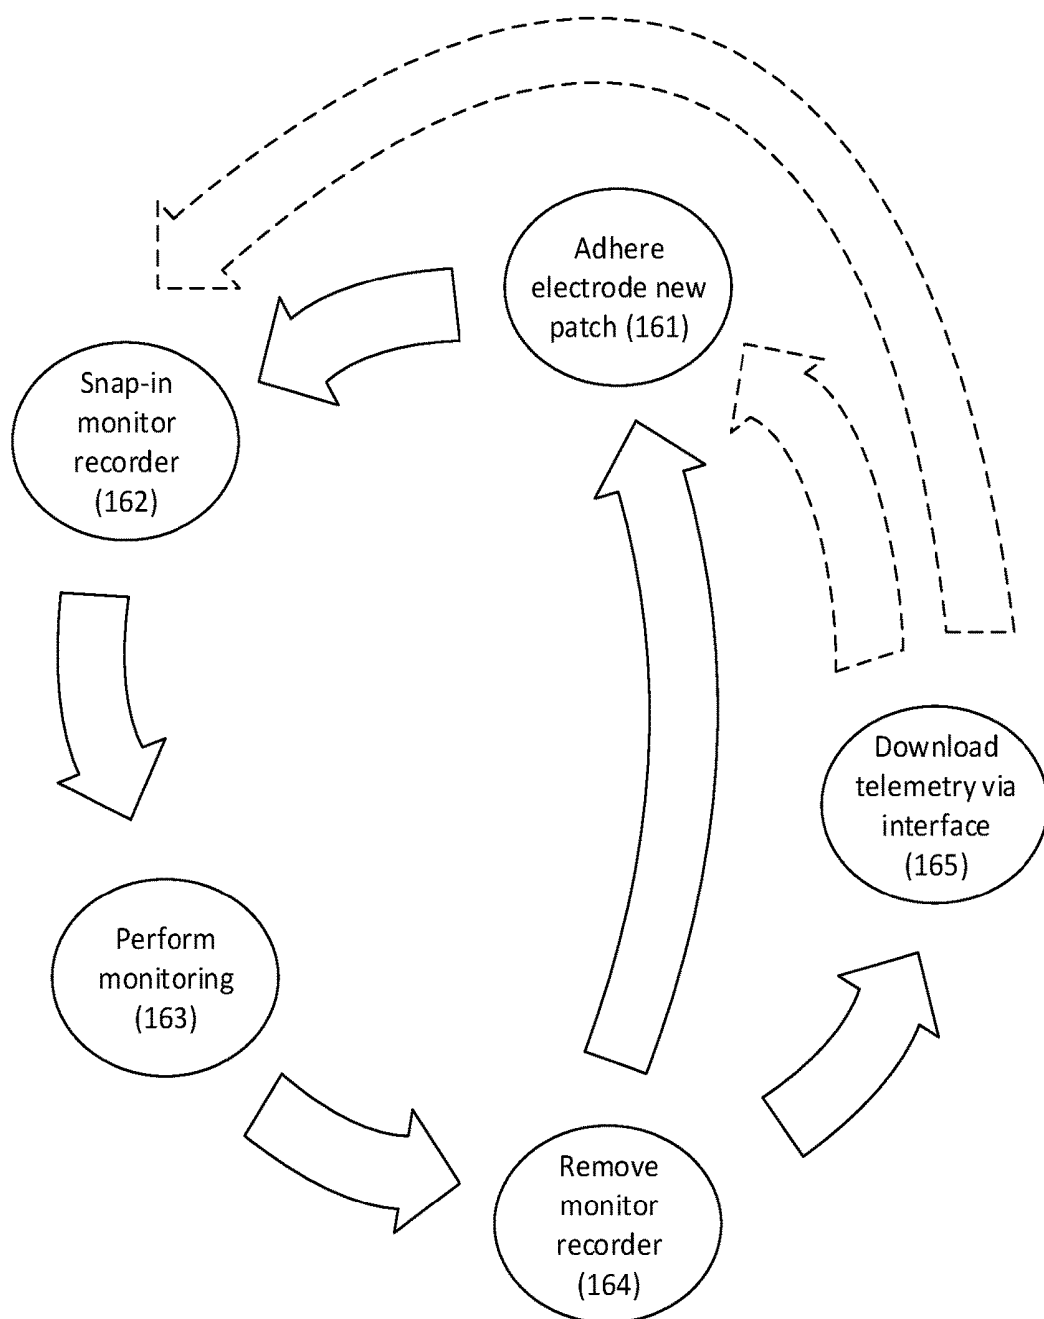 Adhere
electrode new
patch (161)
Snap-in
monitor
recorder
(162)
Perform
monitoring
(163)
Remove
monitor
recorder
(164)
Download
telemetry via
interface
(165)